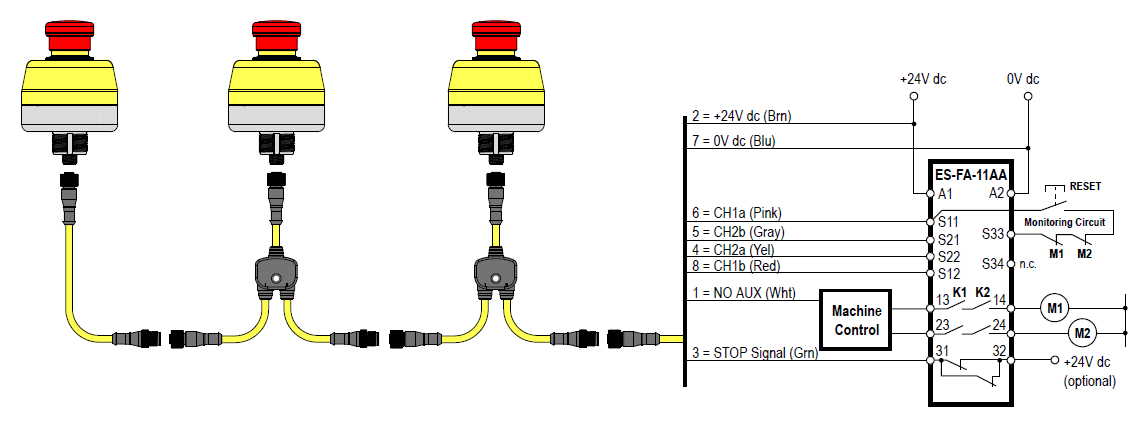 +24V dc
0V dc
2 = +24V dc (Brn)
7 = 0V dc (Blu)
ES-FA-11AA
A1
A2
RESET
6 = CH1a (Pink)
S11
Monitoring Circuit
5 = CH2b (Gray)
S21
S33
4 = CH2a (Yel)
S22
M1
M2
8 = CH1b (Red)
S12
S34
n.c.
1 = NO AUX (Wht)
Machine
Control
13
K1
K2
14
M1
23
24
M2
3 = STOP Signal (Grn)
31
32
+24V dc
(optional)